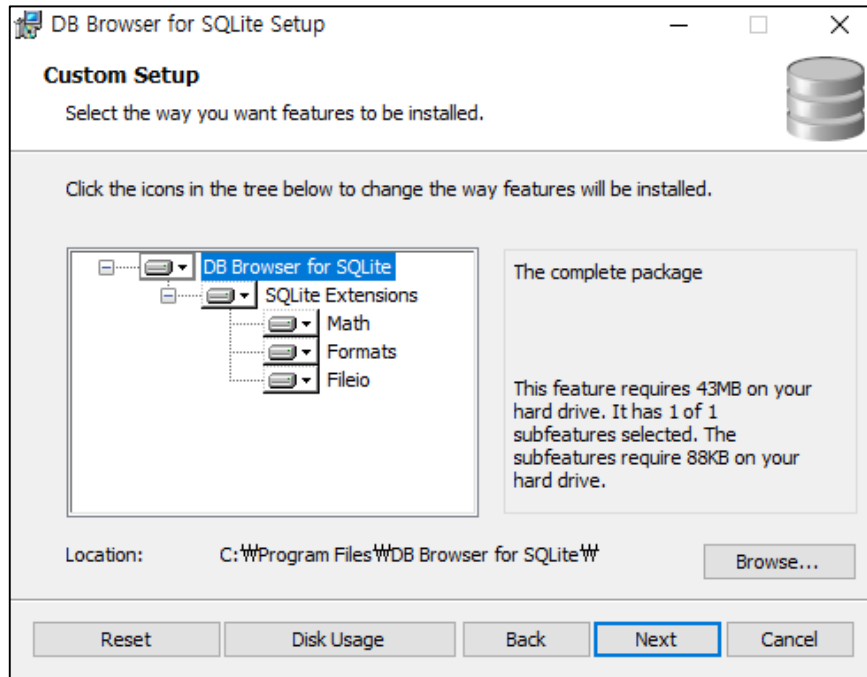 DB Browser for SQLite Setup
Custom Setup
Select the way you want features to be installed.
Click the icons in the tree below to change the way features will be installed.
DB Browser for SQLite
SQLite Extensions
Math
Formats
Fileio
The complete package
This feature requires 43MB on your
hard drive. It has 1 of 1
subfeatures selected. The
subfeatures require 88KB on your
hard drive.
Location: C:₩Program Files₩DB Browser for SQLite₩
Browse...
Reset Disk Usage Back Next Cancel